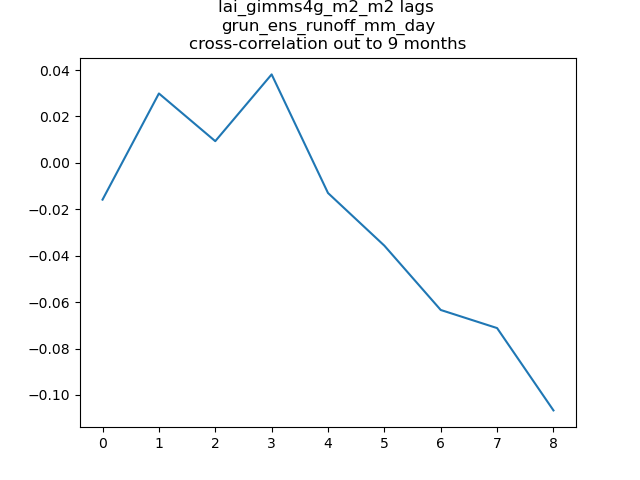 lai_gimms4g_m2_m2 lags
grun_ens_runoff_mm_day
cross-correlation out to 9 months
0.04
0.02
0.00
−0.02
−0.04
−0.06
−0.08
−0.10
0 1 2 3 4 5 6 7 8